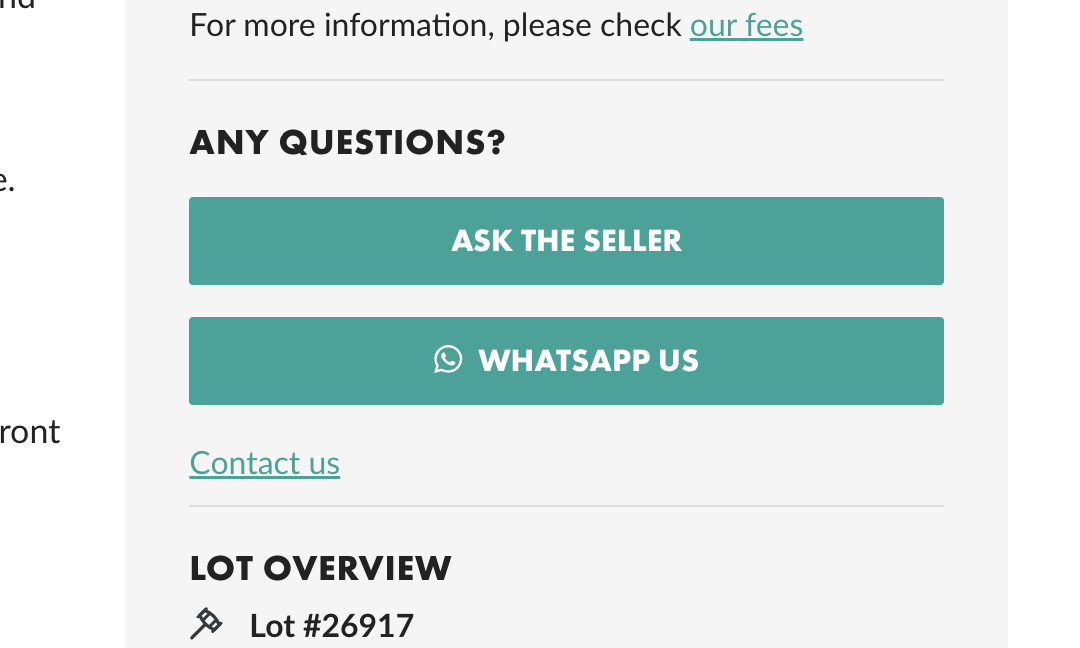 For more information, please check our fees
ANY QUESTIONS?
e.
ASK THE SELLER
WHATSAPP US
ront
Contact us
LOT OVERVIEW
Lot #26917